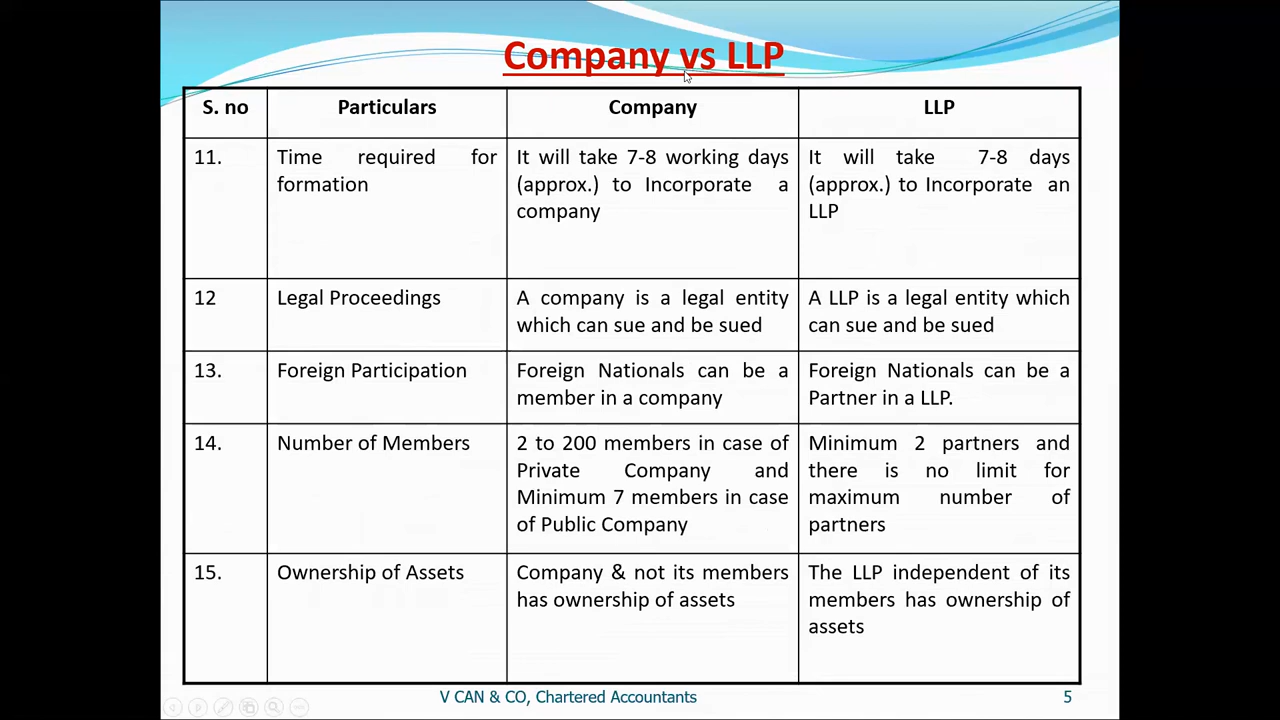 Company vs LLP
S. no Particulars Company LLP
11. Time required for formation It will take 7-8 working days (approx.) to Incorporate a company It will take 7-8 days (approx.) to Incorporate an LLP
12 Legal Proceedings A company is a legal entity which can sue and be sued A LLP is a legal entity which can sue and be sued
13. Foreign Participation Foreign Nationals can be a member in a company Foreign Nationals can be a Partner in a LLP.
14. Number of Members 2 to 200 members in case of Private Company and Minimum 7 members in case of Public Company Minimum 2 partners and there is no limit for maximum number of partners
15. Ownership of Assets Company & not its members has ownership of assets The LLP independent of its members has ownership of assets
V CAN & CO, Chartered Accountants 5